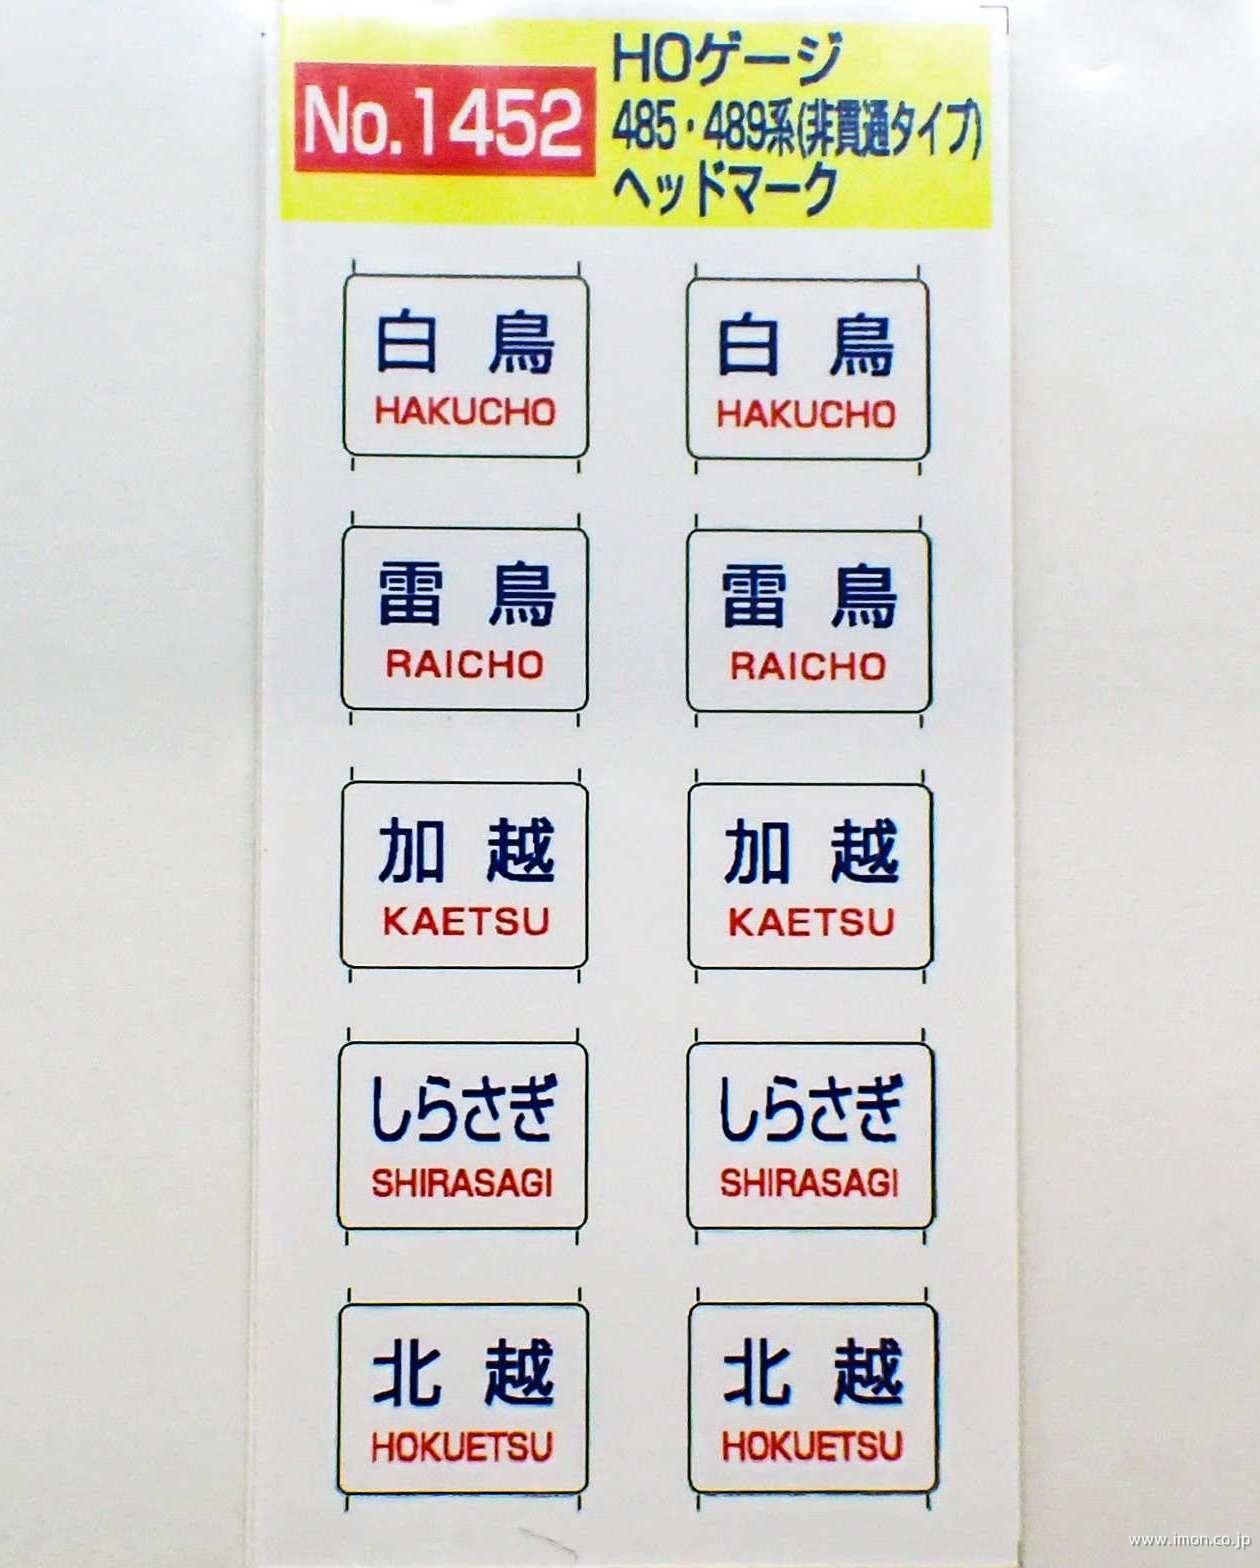 No.1452
HOゲージ
485・489系(非貫通タイプ)
ヘッドマーク
白鳥 白鳥
HAKUCHO HAKUCHO
雷鳥 雷鳥
RAICHO RAICHO
加越 加越
KAETSU KAETSU
しらさぎ しらさぎ
SHIRASAGI SHIRASAGI
北越 北越
HOKUETSU HOKUETSU
www.imon.co.jp